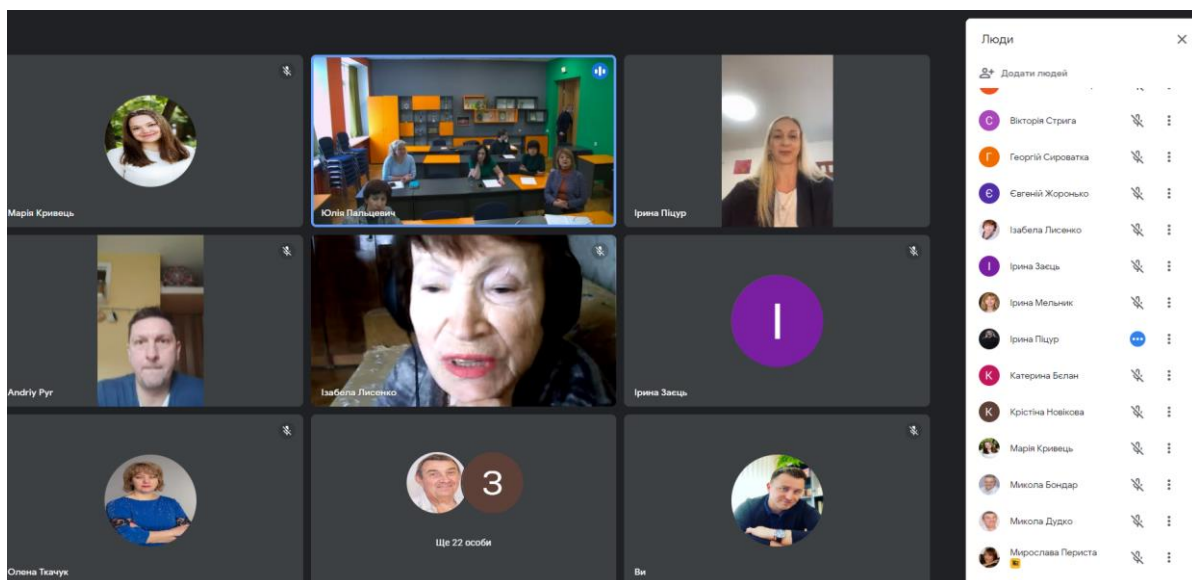 Марія Кривець
Юлія Пальцевич
Ірина Піцур
Andriy Pyr
Ізабела Лисенко
Ірина Заєць
І
Олена Ткачук
З
Ще 22 особи
Ви
Люди
Додати людей
С
Вікторія Стрига
Г
Георгій Сироватка
Є
Євгеній Жоронько
Ізабела Лисенко
І
Ірина Заєць
Ірина Мельник
Ірина Піцур
К
Катерина Бєлан
К
Крістіна Новікова
Марія Кривець
Микола Бондар
Микола Дудко
Мирослава Периста